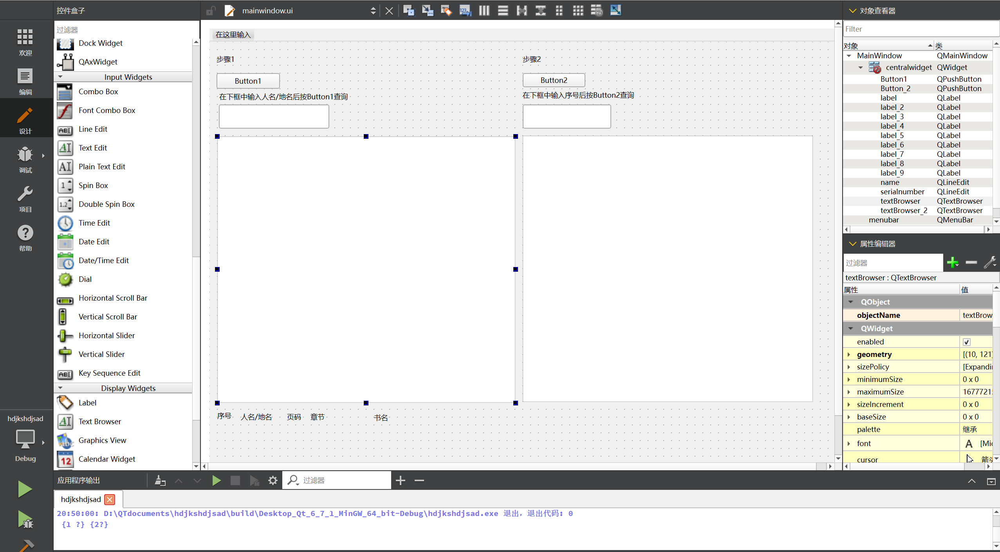 控件盒子
mainwindow.ui
对象查看器
欢迎
编辑
设计
调试
项目
帮助
hdjkshdjsad
Debug
过滤器
Dock Widget
QAxWidget
Input Widgets
Combo Box
Font Combo Box
Line Edit
Text Edit
Plain Text Edit
Spin Box
Double Spin Box
Time Edit
Date Edit
Date/Time Edit
Dial
Horizontal Scroll Bar
Vertical Scroll Bar
Horizontal Slider
Vertical Slider
Key Sequence Edit
Display Widgets
Label
Text Browser
Graphics View
Calendar Widget
在这里输入
步骤1 步骤2
Button1 Button2
在下框中输入人名/地名后按Button1查询 在下框中输入序号后按Button2查询
序号 人名/地名 页码 章节 书名
Filter
对象 类
MainWindow QMainWindow
centralwidget QWidget
Button1 QPushButton
Button_2 QPushButton
label QLabel
label_2 QLabel
label_3 QLabel
label_4 QLabel
label_5 QLabel
label_6 QLabel
label_7 QLabel
label_8 QLabel
label_9 QLabel
name QLineEdit
serialnumber QLineEdit
textBrowser QTextBrowser
textBrowser_2 QTextBrowser
menubar QMenuBar
属性编辑器
过滤器
textBrowser : QTextBrowser
属性 值
QObject
objectName textBrow
QWidget
enabled
geometry [(10, 121)
sizePolicy [Expandi
minimumSize 0 x 0
maximumSize 1677721
sizeIncrement 0 x 0
baseSize 0 x 0
palette 继承
font A [Mic
cursor 箭头
应用程序输出 过滤器
hdjkshdjsad
20:50:00: D:\QTdocuments\hdjkshdjsad\build\Desktop_Qt_6_7_1_MinGW_64_bit-Debug\hdjkshdjsad.exe 退出，退出代码: 0
{1 ?} {2?}